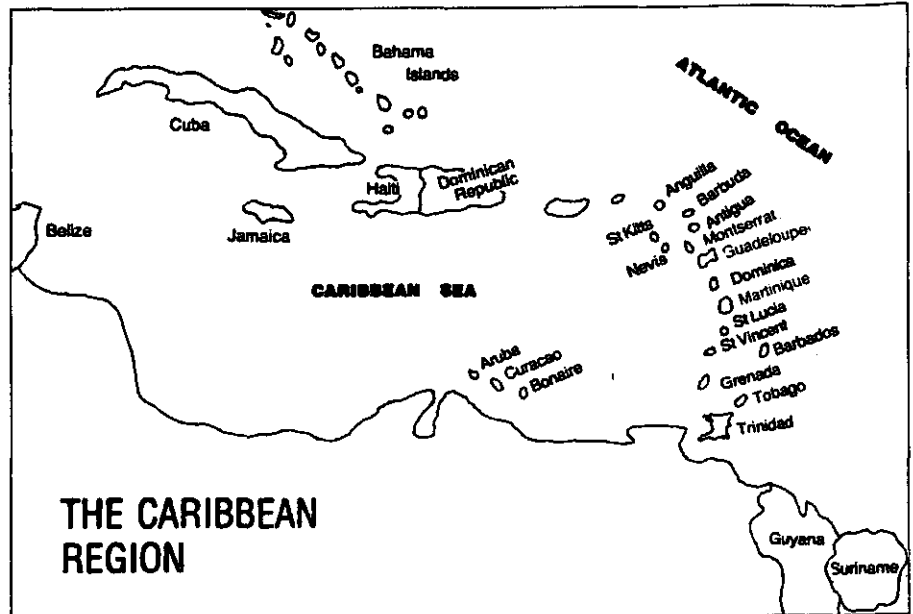 Bahama
Islands
ATLANTIC OCEAN
Cuba
Haiti
Dominican
Republic
Anguilla
Barbuda
Antigua
St Kitts
Montserrat
Nevis
Guadeloupe
Belize
Jamaica
Dominica
CARIBBEAN SEA
Martinique
St Lucia
St Vincent
Barbados
Aruba
Curacao
Bonaire
Grenada
Tobago
Trinidad
THE CARIBBEAN
REGION
Guyana
Suriname